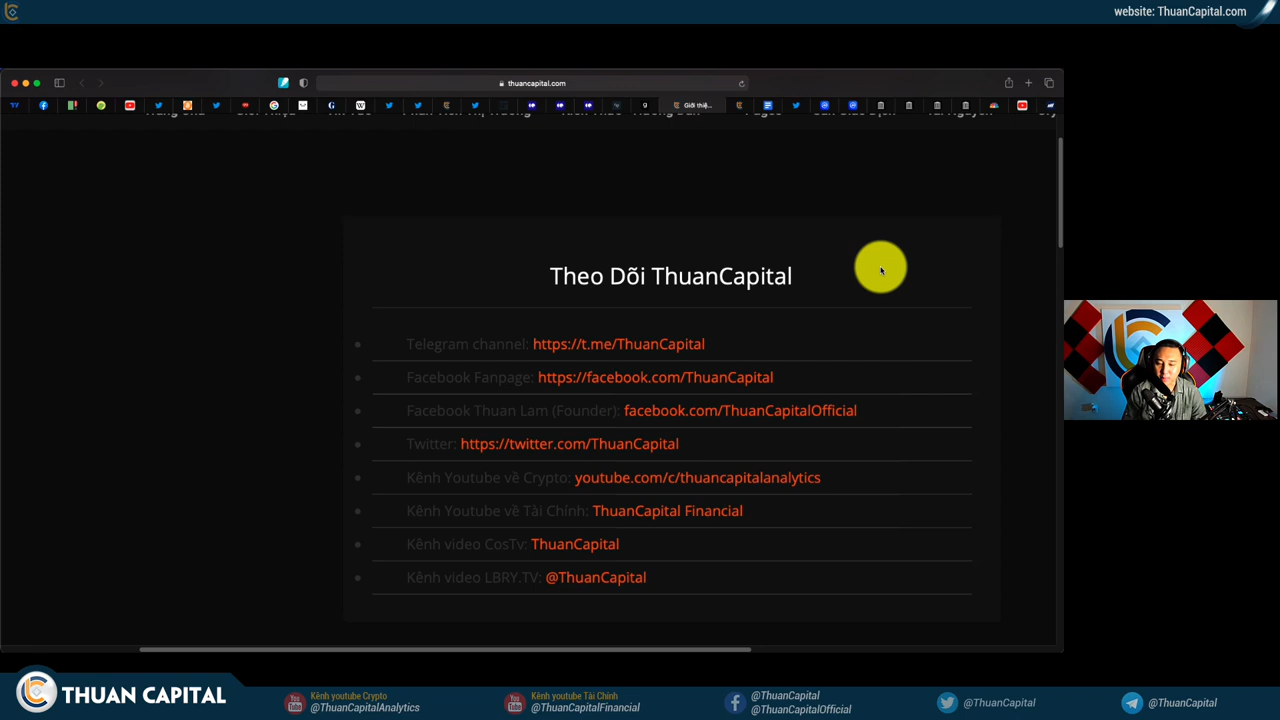 website: ThuanCapital.com
thuancapital.com
Giới thiệ...
Theo Dõi ThuanCapital
Telegram channel: https://t.me/ThuanCapital
Facebook Fanpage: https://facebook.com/ThuanCapital
Facebook Thuan Lam (Founder): facebook.com/ThuanCapitalOfficial
Twitter: https://twitter.com/ThuanCapital
Kênh Youtube về Crypto: youtube.com/c/thuancapitalanalytics
Kênh Youtube về Tài Chính: ThuanCapital Financial
Kênh video CosTv: ThuanCapital
Kênh video LBRY.TV: @ThuanCapital
THUAN CAPITAL
Kênh youtube Crypto
@ThuanCapitalAnalytics
Kênh youtube Tài Chính
@ThuanCapitalFinancial
@ThuanCapital
@ThuanCapitalOfficial
@ThuanCapital
@ThuanCapital